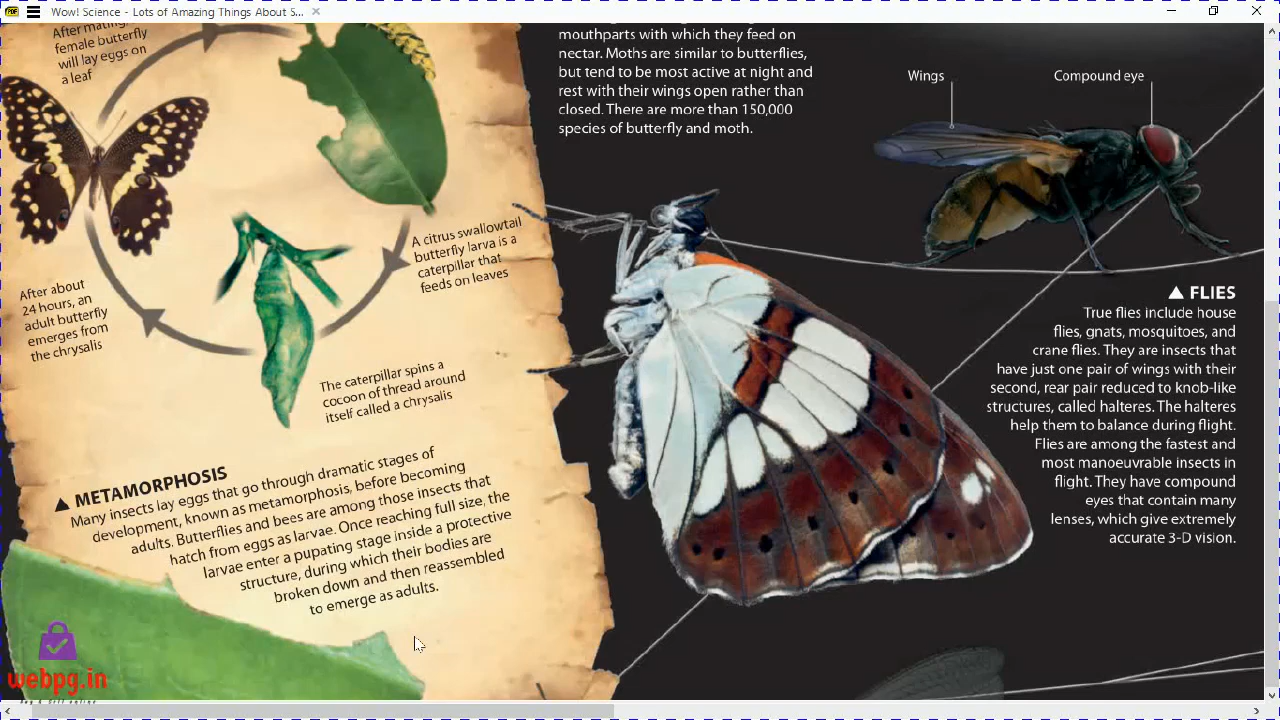 Wow! Science - Lots of Amazing Things About S...
After mating,
female butterfly
will lay eggs on
a leaf
A citrus swallowtail
butterfly larva is a
caterpillar that
feeds on leaves
After about
24 hours, an
adult butterfly
emerges from
the chrysalis
The caterpillar spins a
cocoon of thread around
itself called a chrysalis
▲ METAMORPHOSIS
Many insects lay eggs that go through dramatic stages of
development, known as metamorphosis, before becoming
adults. Butterflies and bees are among those insects that
hatch from eggs as larvae. Once reaching full size, the
larvae enter a pupating stage inside a protective
structure, during which their bodies are
broken down and then reassembled
to emerge as adults.
mouthparts with which they feed on
nectar. Moths are similar to butterflies,
but tend to be most active at night and
rest with their wings open rather than
closed. There are more than 150,000
species of butterfly and moth.
Wings
Compound eye
▲ FLIES
True flies include house
flies, gnats, mosquitoes, and
crane flies. They are insects that
have just one pair of wings with their
second, rear pair reduced to knob-like
structures, called halteres. The halteres
help them to balance during flight.
Flies are among the fastest and
most manoeuvrable insects in
flight. They have compound
eyes that contain many
lenses, which give extremely
accurate 3-D vision.
webpg.in